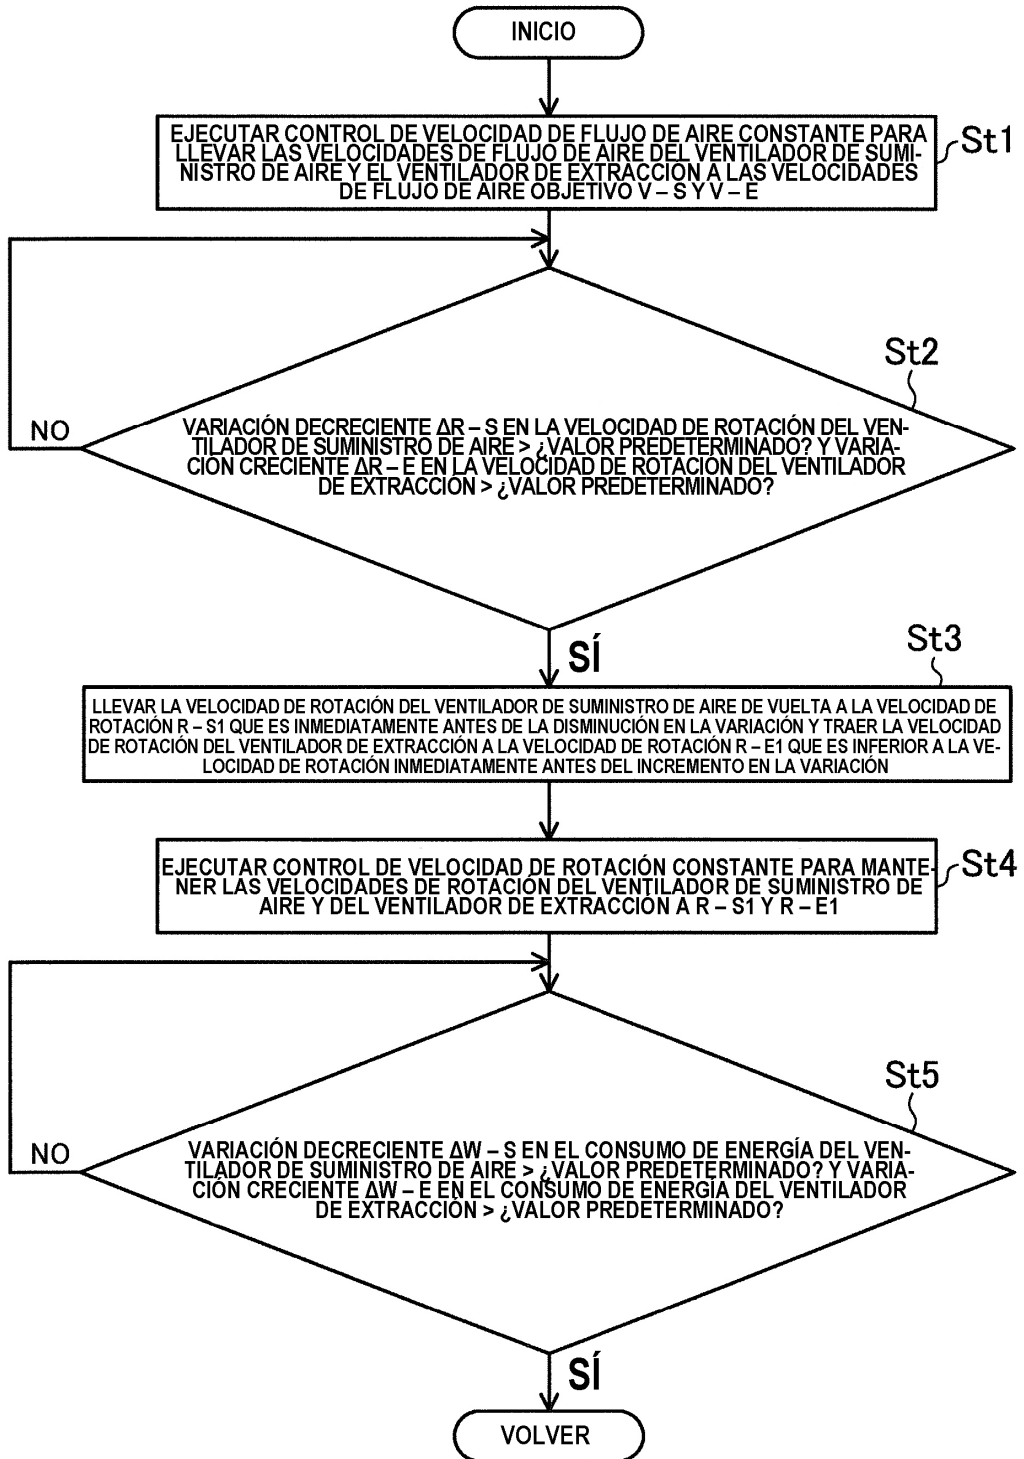 INICIO
EJECUTAR CONTROL DE VELOCIDAD DE FLUJO DE AIRE CONSTANTE PARA
LLEVAR LAS VELOCIDADES DE FLUJO DE AIRE DEL VENTILADOR DE SUMI-
NISTRO DE AIRE Y EL VENTILADOR DE EXTRACCIÓN A LAS VELOCIDADES
DE FLUJO DE AIRE OBJETIVO V – S Y V – E
St1
St2
VARIACIÓN DECRECIENTE ΔR – S EN LA VELOCIDAD DE ROTACIÓN DEL VEN-
TILADOR DE SUMINISTRO DE AIRE > ¿VALOR PREDETERMINADO? Y VARIA-
CIÓN CRECIENTE ΔR – E EN LA VELOCIDAD DE ROTACIÓN DEL VENTILADOR
DE EXTRACCIÓN > ¿VALOR PREDETERMINADO?
NO
SÍ
St3
LLEVAR LA VELOCIDAD DE ROTACIÓN DEL VENTILADOR DE SUMINISTRO DE AIRE DE VUELTA A LA VELOCIDAD DE
ROTACIÓN R – S1 QUE ES INMEDIATAMENTE ANTES DE LA DISMINUCIÓN EN LA VARIACIÓN Y TRAER LA VELOCIDAD
DE ROTACIÓN DEL VENTILADOR DE EXTRACCIÓN A LA VELOCIDAD DE ROTACIÓN R – E1 QUE ES INFERIOR A LA VE-
LOCIDAD DE ROTACIÓN INMEDIATAMENTE ANTES DEL INCREMENTO EN LA VARIACIÓN
EJECUTAR CONTROL DE VELOCIDAD DE ROTACIÓN CONSTANTE PARA MANTE-
NER LAS VELOCIDADES DE ROTACIÓN DEL VENTILADOR DE SUMINISTRO DE
AIRE Y DEL VENTILADOR DE EXTRACCIÓN A R – S1 Y R – E1
St4
St5
VARIACIÓN DECRECIENTE ΔW – S EN EL CONSUMO DE ENERGÍA DEL VEN-
TILADOR DE SUMINISTRO DE AIRE > ¿VALOR PREDETERMINADO? Y VARIA-
CIÓN CRECIENTE ΔW – E EN EL CONSUMO DE ENERGÍA DEL VENTILADOR
DE EXTRACCIÓN > ¿VALOR PREDETERMINADO?
NO
SÍ
VOLVER